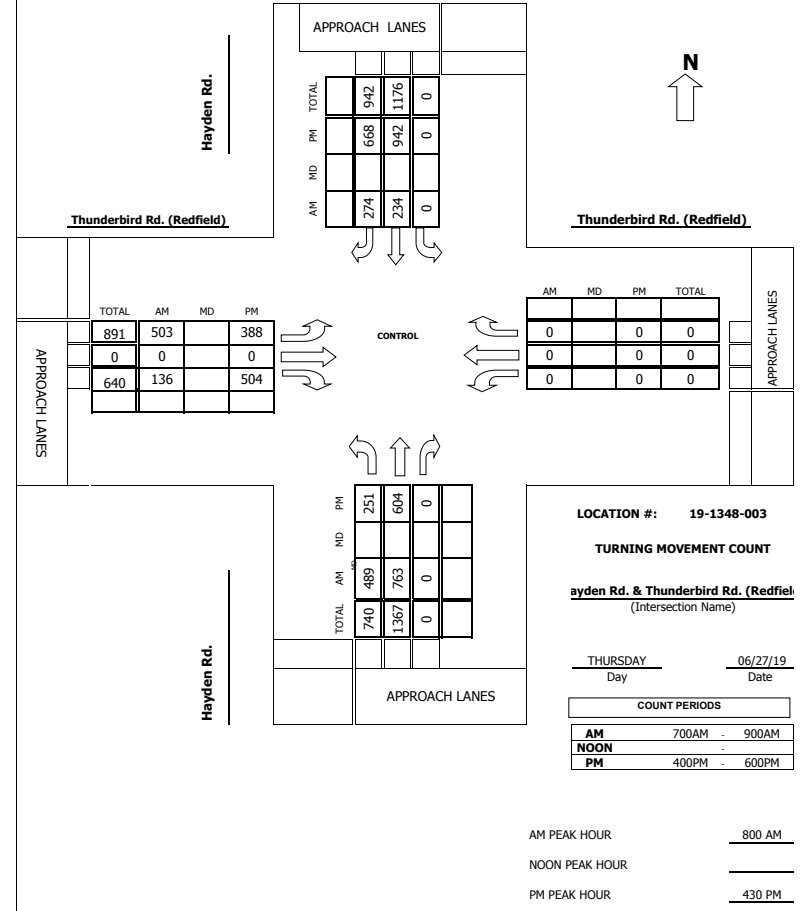 APPROACH LANES
N
Hayden Rd.
TOTAL 942 1176 0
PM 668 942 0
MD
AM 274 234 0
Thunderbird Rd. (Redfield)
Thunderbird Rd. (Redfield)
TOTAL AM MD PM
891 503 388
0 0 0
640 136 504
APPROACH LANES
CONTROL
AM MD PM TOTAL
0 0 0
0 0 0
0 0 0
APPROACH LANES
PM 251 604 0
MD
AM MD 489 763 0
TOTAL 740 1367 0
APPROACH LANES
Hayden Rd.
LOCATION #: 19-1348-003
TURNING MOVEMENT COUNT
ayden Rd. & Thunderbird Rd. (Redfiel
(Intersection Name)
THURSDAY 06/27/19
Day Date
COUNT PERIODS
AM 700AM - 900AM
NOON -
PM 400PM - 600PM
AM PEAK HOUR 800 AM
NOON PEAK HOUR
PM PEAK HOUR 430 PM